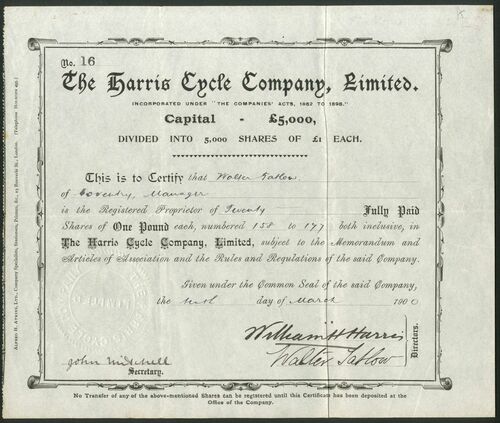 No. 16
The Harris Cycle Company, Limited.
INCORPORATED UNDER "THE COMPANIES' ACTS, 1862 TO 1898."
Capital - £5,000,
DIVIDED INTO 5,000 SHARES OF £1 EACH.
This is to Certify that Walter Tatlow
of Coventry, Manager
is the Registered Proprietor of Twenty Fully Paid
Shares of One Pound each, numbered 158 to 177 both inclusive, in
The Harris Cycle Company, Limited, subject to the Memorandum and
Articles of Association and the Rules and Regulations of the said Company.
Given under the Common Seal of the said Company,
the day of March 1900
William H Harris
Walter Tatlow
Directors.
John Mitchell
Secretary.
No Transfer of any of the above-mentioned Shares can be registered until this Certificate has been deposited at the
Office of the Company.